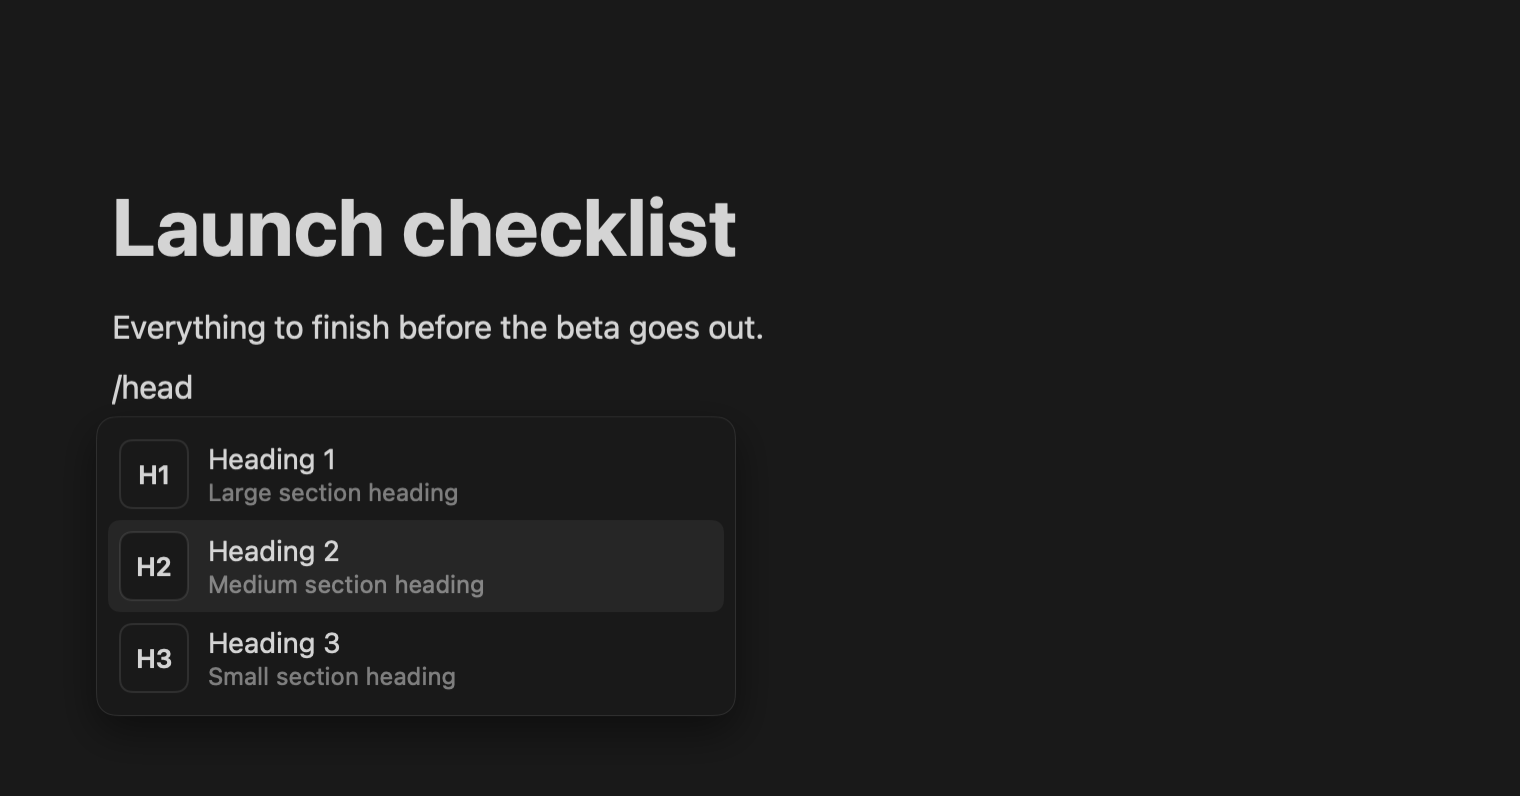 Launch checklist
Everything to finish before the beta goes out.
/head
H1
Heading 1
Large section heading
H2
Heading 2
Medium section heading
H3
Heading 3
Small section heading